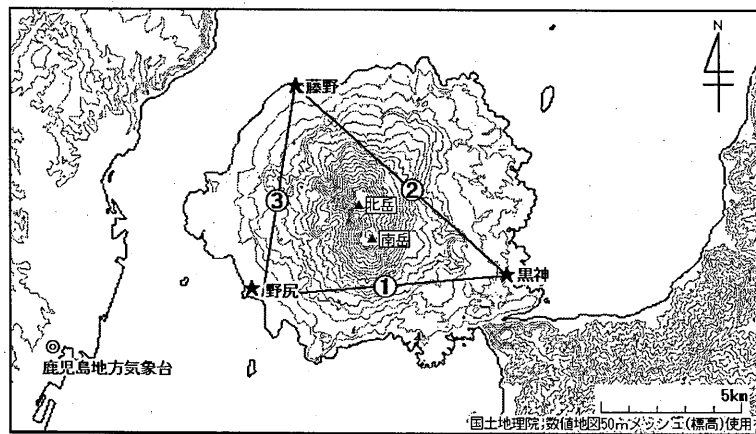 N
藤野
③
②
北岳
南岳
黒神
野尻
①
鹿児島地方気象台
5km
国土地理院；数値地図50mメッシュ(標高)使用